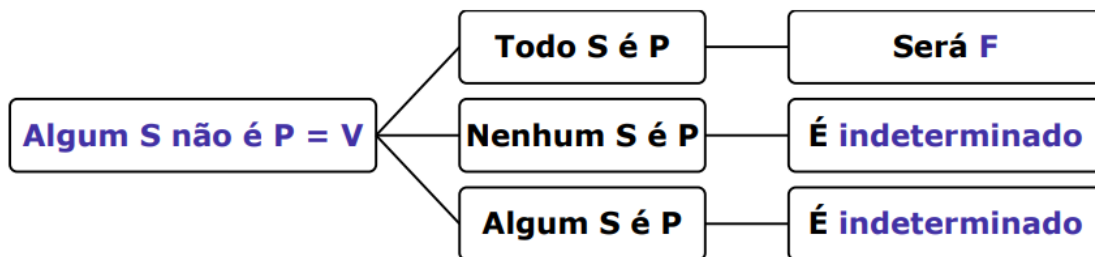 Todo S é P
Será F
Algum S não é P = V
Nenhum S é P
É indeterminado
Algum S é P
É indeterminado